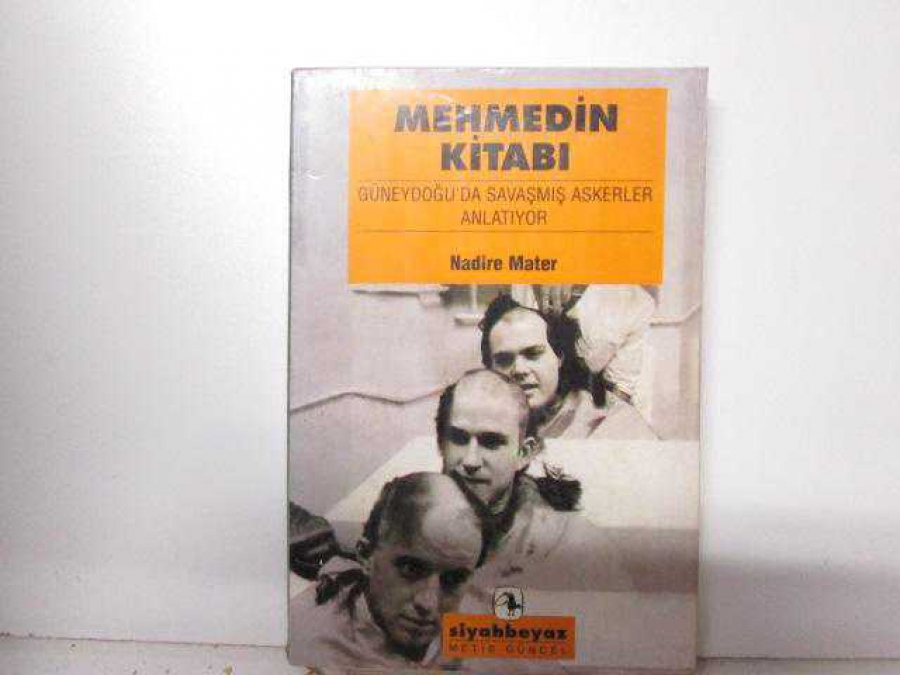 MEHMEDİN
KİTABI
GÜNEYDOĞU'DA SAVAŞMIŞ ASKERLER
ANLATIYOR
Nadire Mater
siyahbeyaz
METİS GÜNCEL